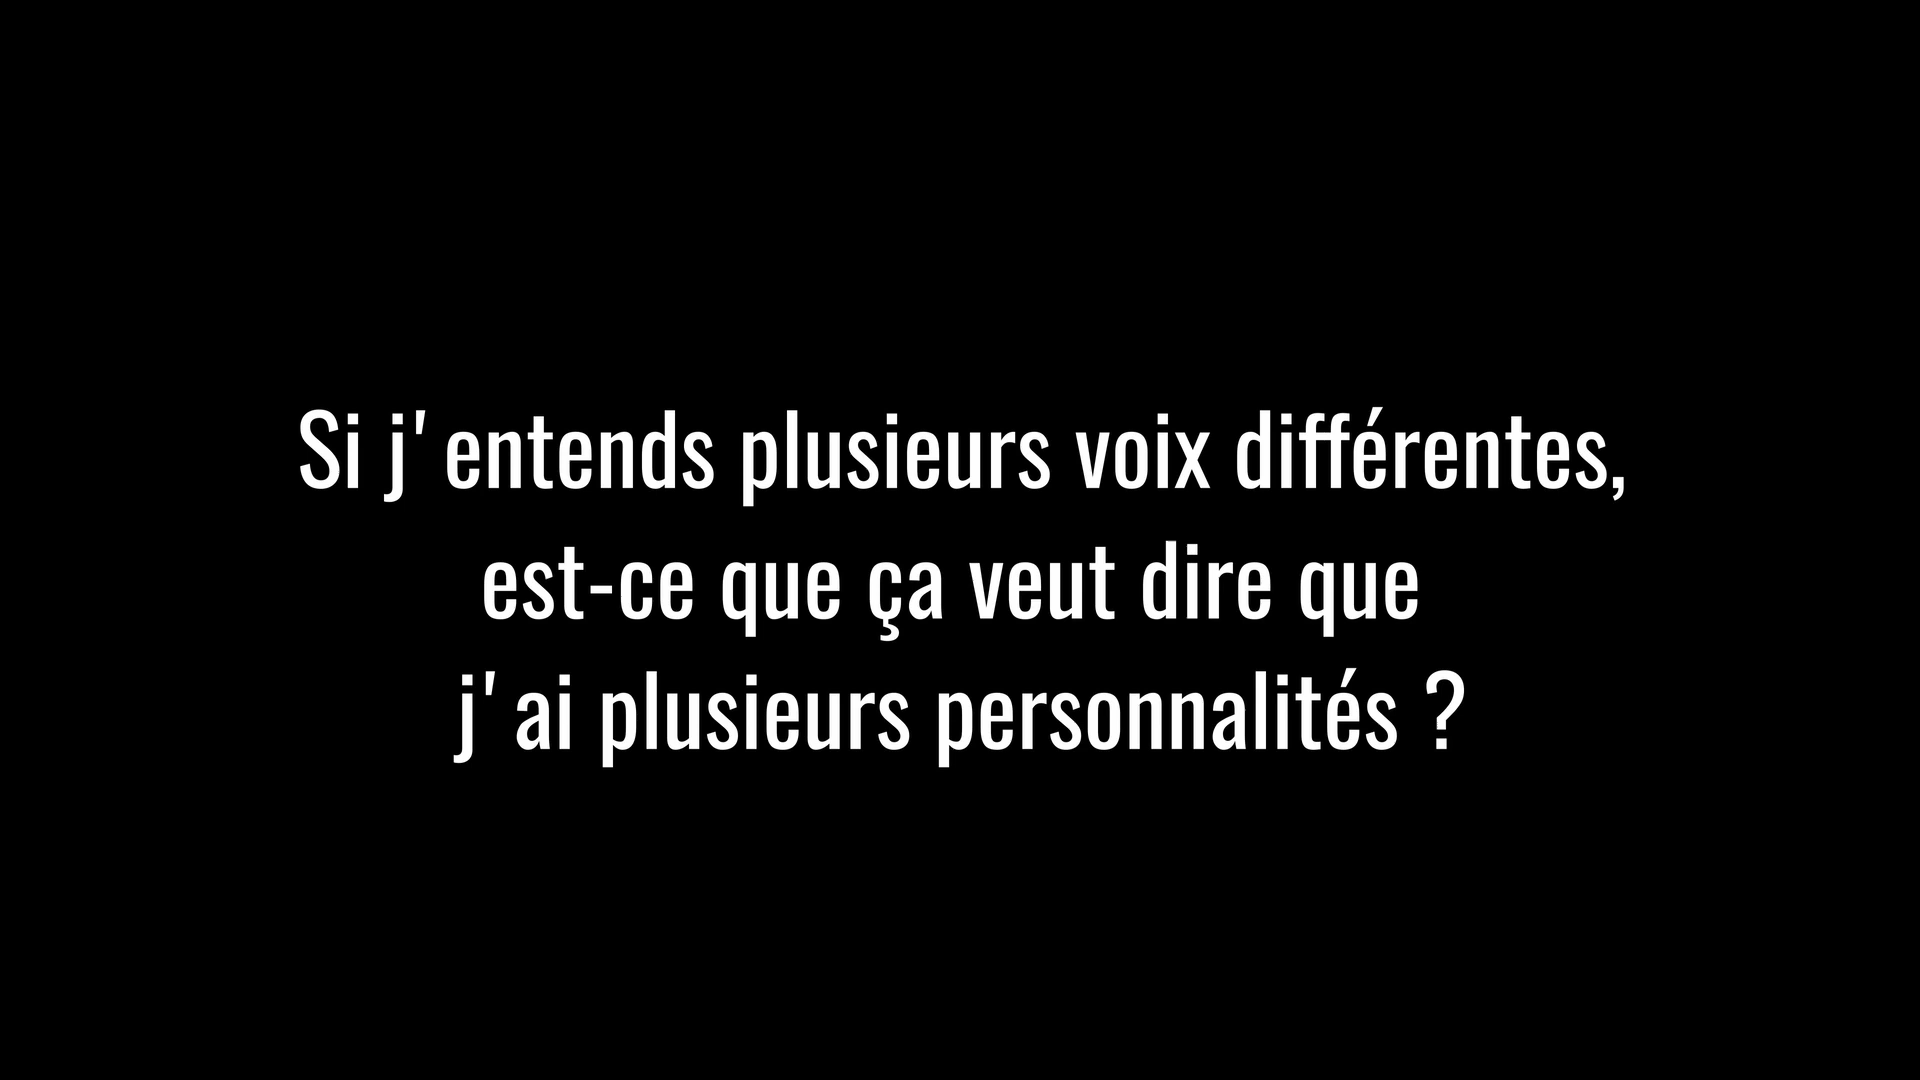 Si j'entends plusieurs voix différentes,
est-ce que ça veut dire que
j'ai plusieurs personnalités ?